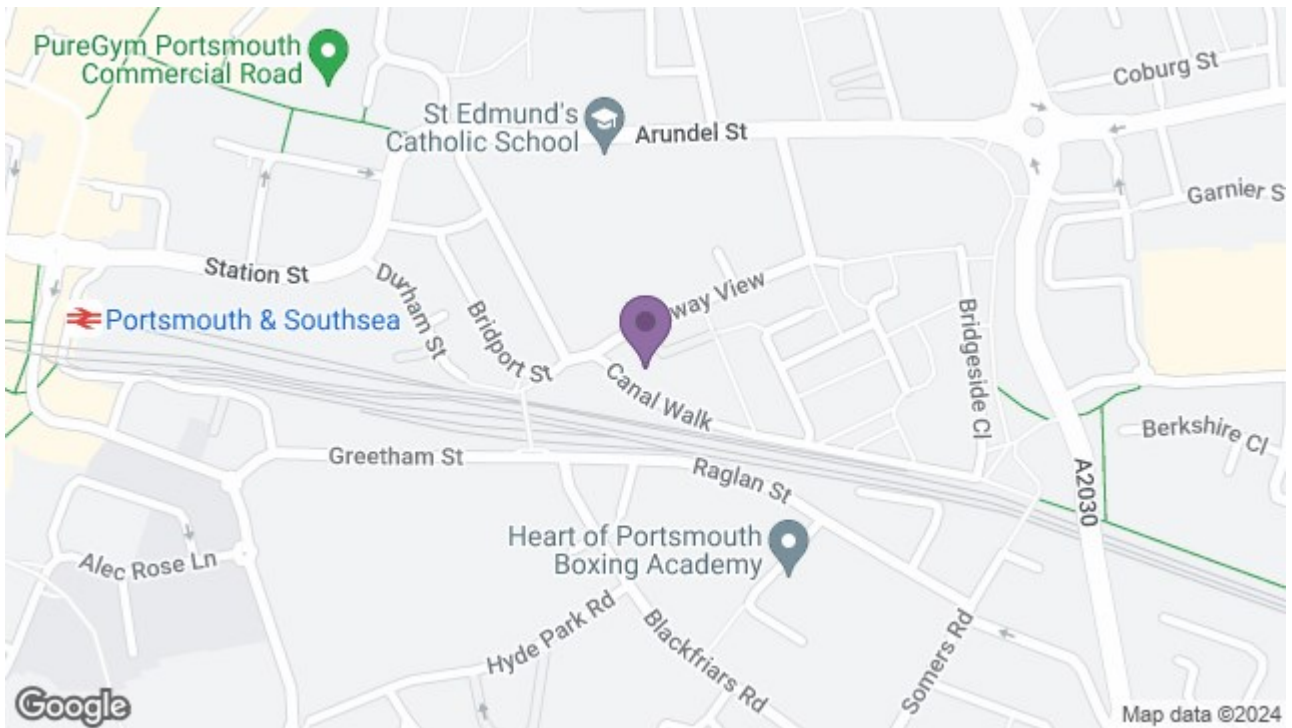 PureGym Portsmouth
Commercial Road
Coburg St
St Edmund's
Catholic School
Arundel St
Garnier S
Station St
Durham St
Bridport St
way View
Portsmouth & Southsea
Canal Walk
Bridgeside Cl
Berkshire Cl
Greetham St
Raglan St
A2030
Heart of Portsmouth
Boxing Academy
Alec Rose Ln
Hyde Park Rd
Blackfriars Rd
Somers Rd
Google
Map data ©2024